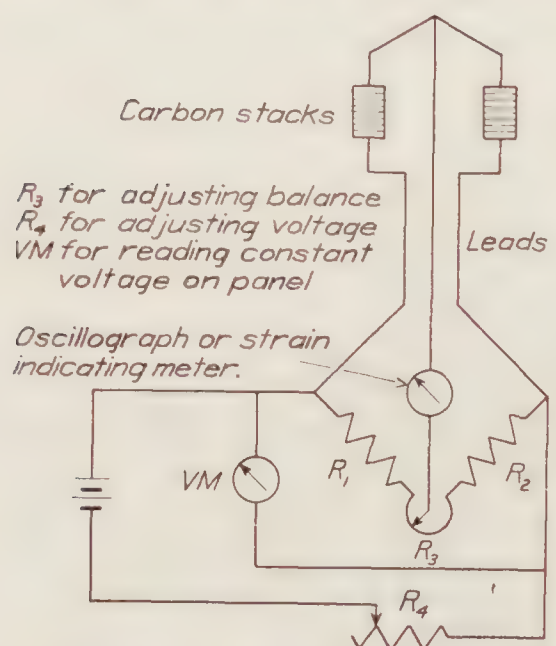 Carbon stacks
R3 for adjusting balance
R4 for adjusting voltage
VM for reading constant
voltage on panel
Leads
Oscillograph or strain
indicating meter.
R1
R2
VM
R3
R4